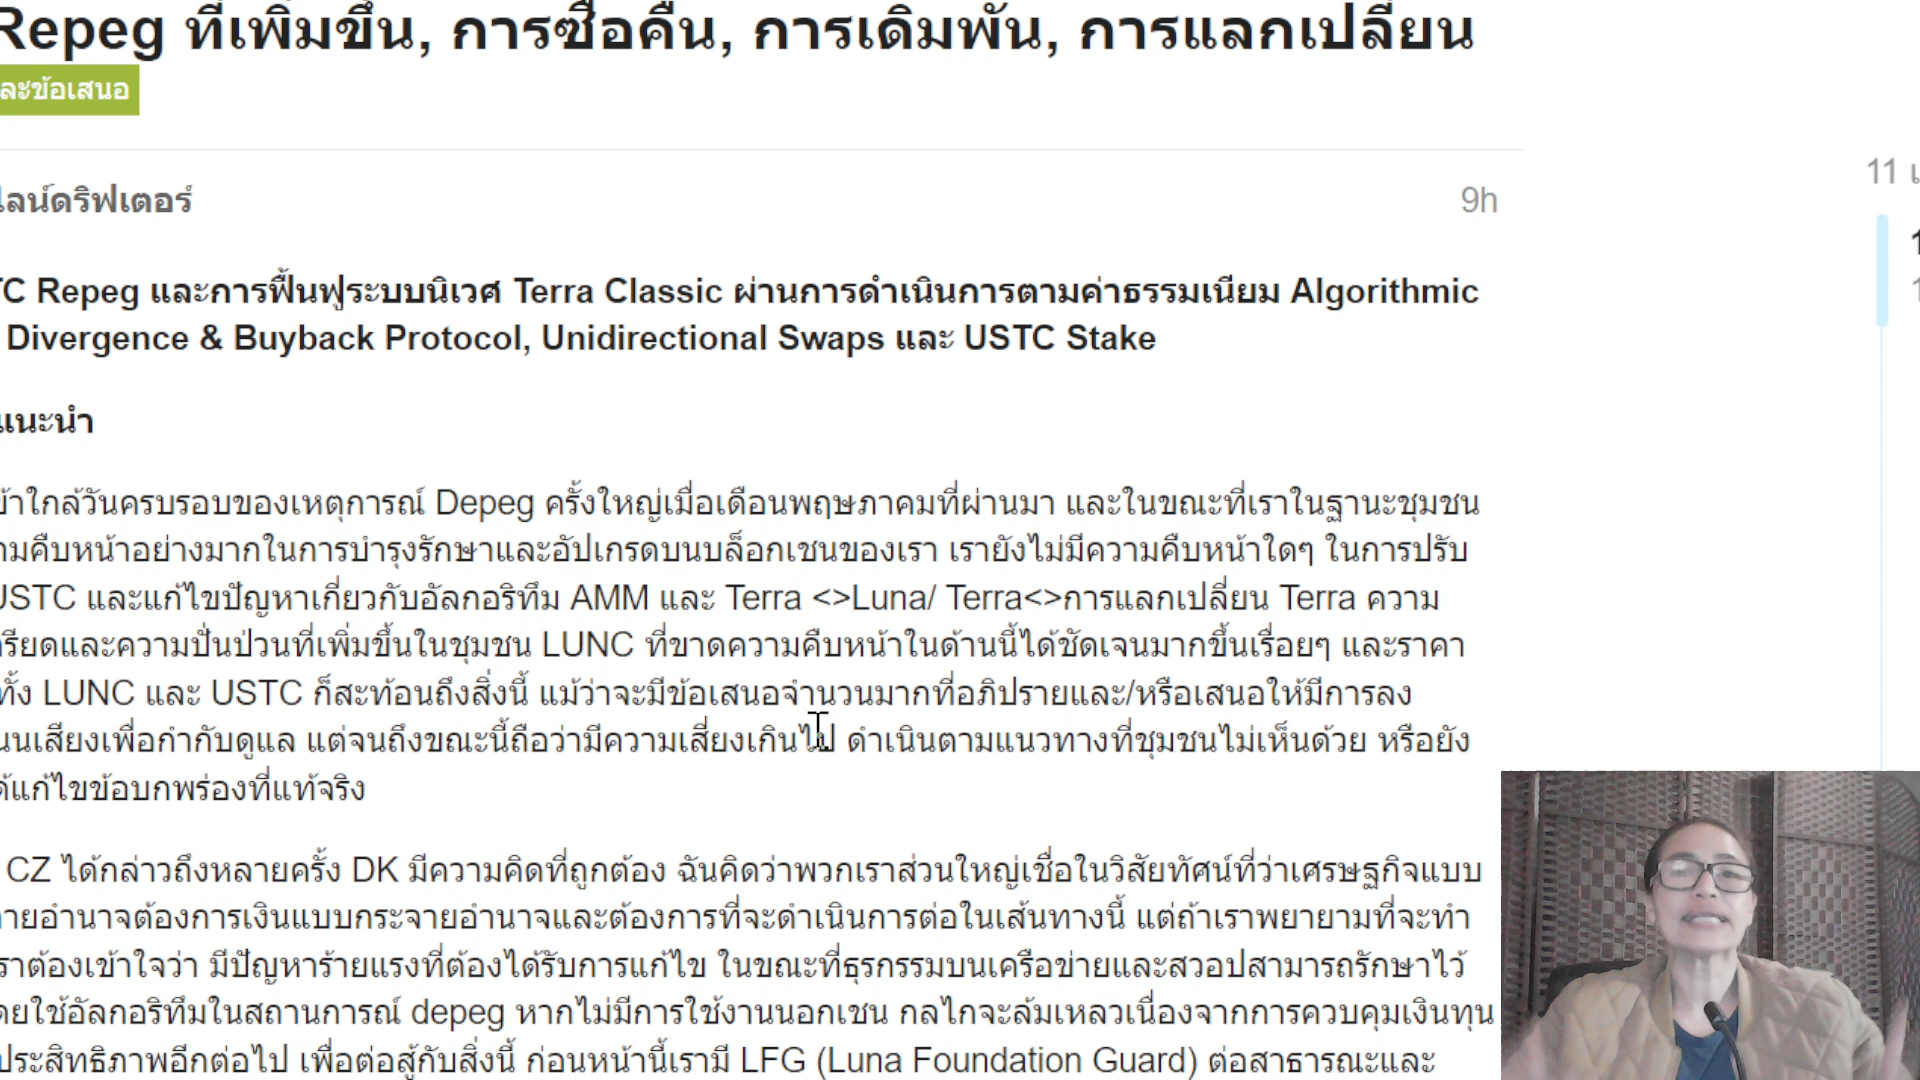 Repeg ที่เพิ่มขึ้น, การซื้อคืน, การเดิมพัน, การแลกเปลี่ยน
ละข้อเสนอ
ไลน์ดริฟเตอร์ 9h
11
TC Repeg และการฟื้นฟูระบบนิเวศ Terra Classic ผ่านการดำเนินการตามค่าธรรมเนียม Algorithmic
Divergence & Buyback Protocol, Unidirectional Swaps และ USTC Stake
แนะนำ
ข้าใกล้วันครบรอบของเหตุการณ์ Depeg ครั้งใหญ่เมื่อเดือนพฤษภาคมที่ผ่านมา และในขณะที่เราในฐานะชุมชน
ามคืบหน้าอย่างมากในการบำรุงรักษาและอัปเกรดบนบล็อกเชนของเรา เรายังไม่มีความคืบหน้าใดๆ ในการปรับ
USTC และแก้ไขปัญหาเกี่ยวกับอัลกอริทึม AMM และ Terra <>Luna/ Terra<>การแลกเปลี่ยน Terra ความ
รียดและความปั่นป่วนที่เพิ่มขึ้นในชุมชน LUNC ที่ขาดความคืบหน้าในด้านนี้ได้ชัดเจนมากขึ้นเรื่อยๆ และราคา
ทั้ง LUNC และ USTC ก็สะท้อนถึงสิ่งนี้ แม้ว่าจะมีข้อเสนอจำนวนมากที่อภิปรายและ/หรือเสนอให้มีการลง
นนเสียงเพื่อกำกับดูแล แต่จนถึงขณะนี้ถือว่ามีความเสี่ยงเกินไป ดำเนินตามแนวทางที่ชุมชนไม่เห็นด้วย หรือยัง
ด้แก้ไขข้อบกพร่องที่แท้จริง
CZ ได้กล่าวถึงหลายครั้ง DK มีความคิดที่ถูกต้อง ฉันคิดว่าพวกเราส่วนใหญ่เชื่อในวิสัยทัศน์ที่ว่าเศรษฐกิจแบบ
ายอำนาจต้องการเงินแบบกระจายอำนาจและต้องการที่จะดำเนินการต่อในเส้นทางนี้ แต่ถ้าเราพยายามที่จะทำ
ราต้องเข้าใจว่า มีปัญหาร้ายแรงที่ต้องได้รับการแก้ไข ในขณะที่ธุรกรรมบนเครือข่ายและสวอปสามารถรักษาไว้
ดยใช้อัลกอริทึมในสถานการณ์ depeg หากไม่มีการใช้งานนอกเชน กลไกจะล้มเหลวเนื่องจากการควบคุมเงินทุน
ประสิทธิภาพอีกต่อไป เพื่อต่อสู้กับสิ่งนี้ ก่อนหน้านี้เรามี LFG (Luna Foundation Guard) ต่อสาธารณะและ